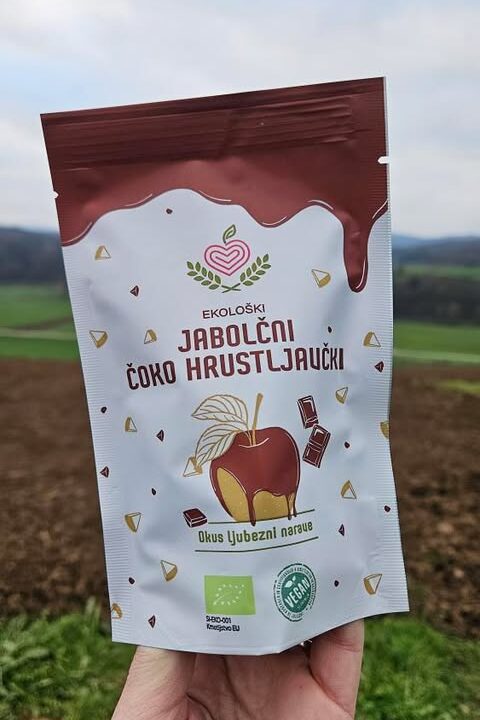 EKOLOŠKI
JABOLČNI
ČOKO HRUSTLJAVČKI
Okus ljubezni narave
SI-EKO-001
Kmetijstvo EU
VEGAN